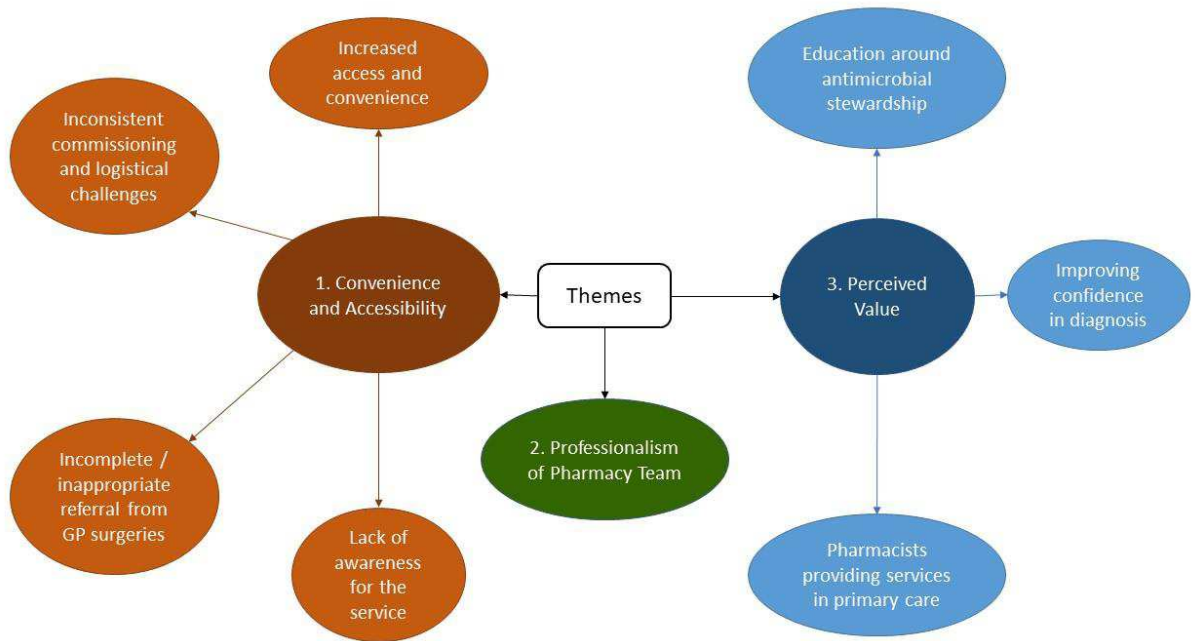 Increased
access and
convenience
Education around
antimicrobial
stewardship
Inconsistent
commissioning
and logistical
challenges
1. Convenience
and Accessibility
Themes
3. Perceived
Value
Improving
confidence
in diagnosis
2. Professionalism
of Pharmacy Team
Incomplete /
inappropriate
referral from
GP surgeries
Lack of
awareness
for the
service
Pharmacists
providing services
in primary care